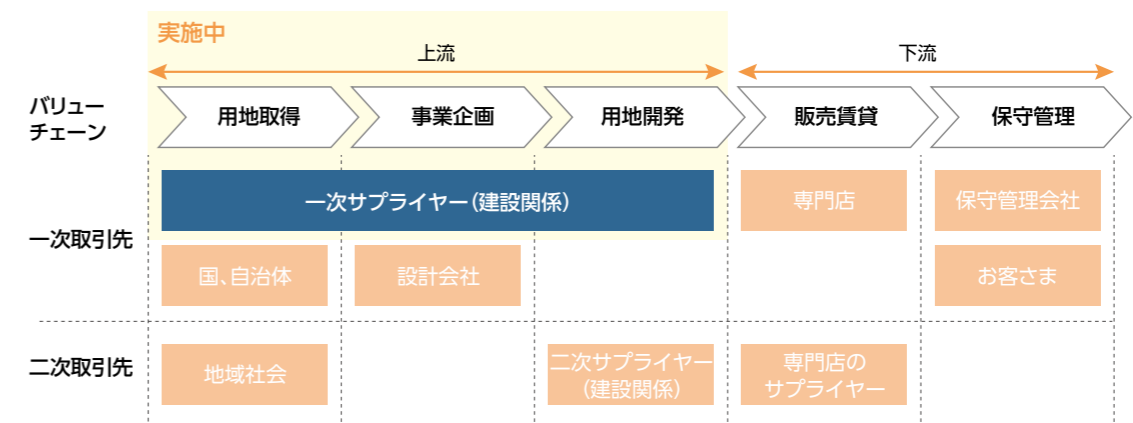 実施中
上流
下流
バリュー
チェーン
用地取得
事業企画
用地開発
販売賃貸
保守管理
一次取引先
一次サプライヤー（建設関係）
専門店
保守管理会社
国、自治体
設計会社
お客さま
二次取引先
地域社会
二次サプライヤー
（建設関係）
専門店の
サプライヤー